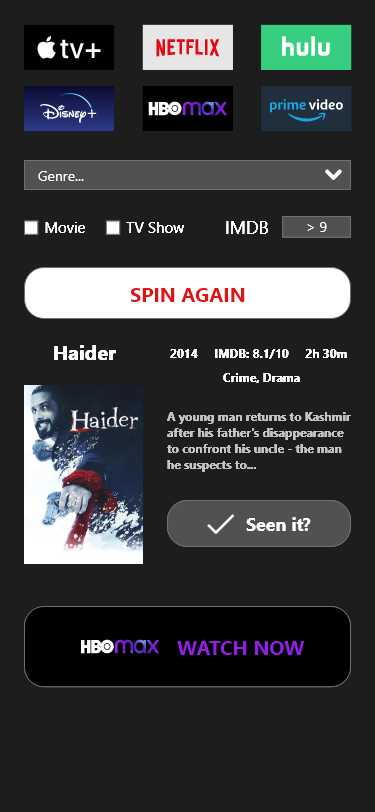 tv+
NETFLIX
hulu
Disney+
HBOmax
prime video
Genre...
Movie
TV Show
IMDB
> 9
SPIN AGAIN
Haider
2014
IMDB: 8.1/10
2h 30m
Crime, Drama
Haider
A young man returns to Kashmir
after his father's disappearance
to confront his uncle - the man
he suspects to...
Seen it?
HBOmax
WATCH NOW